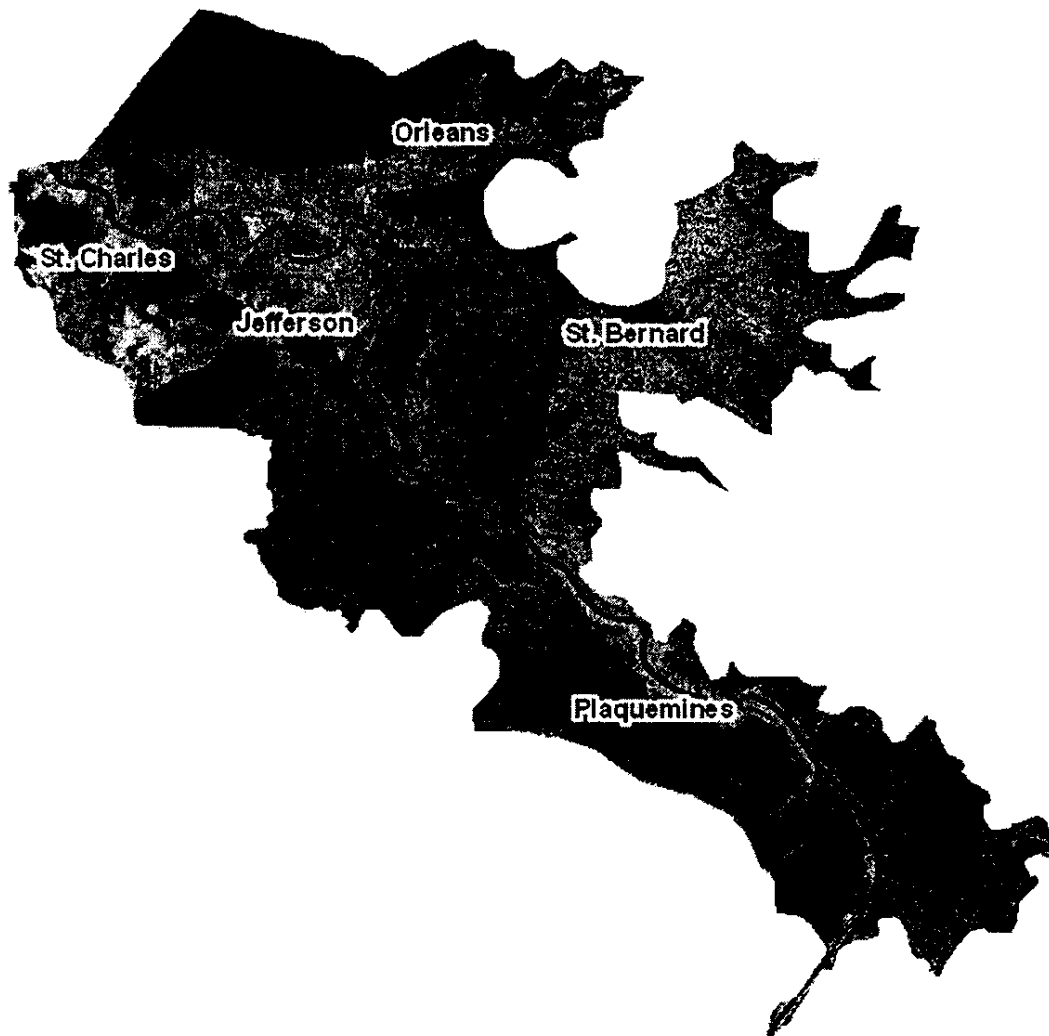 Orleans
St. Charles
Jefferson
St. Bernard
Plaquemines